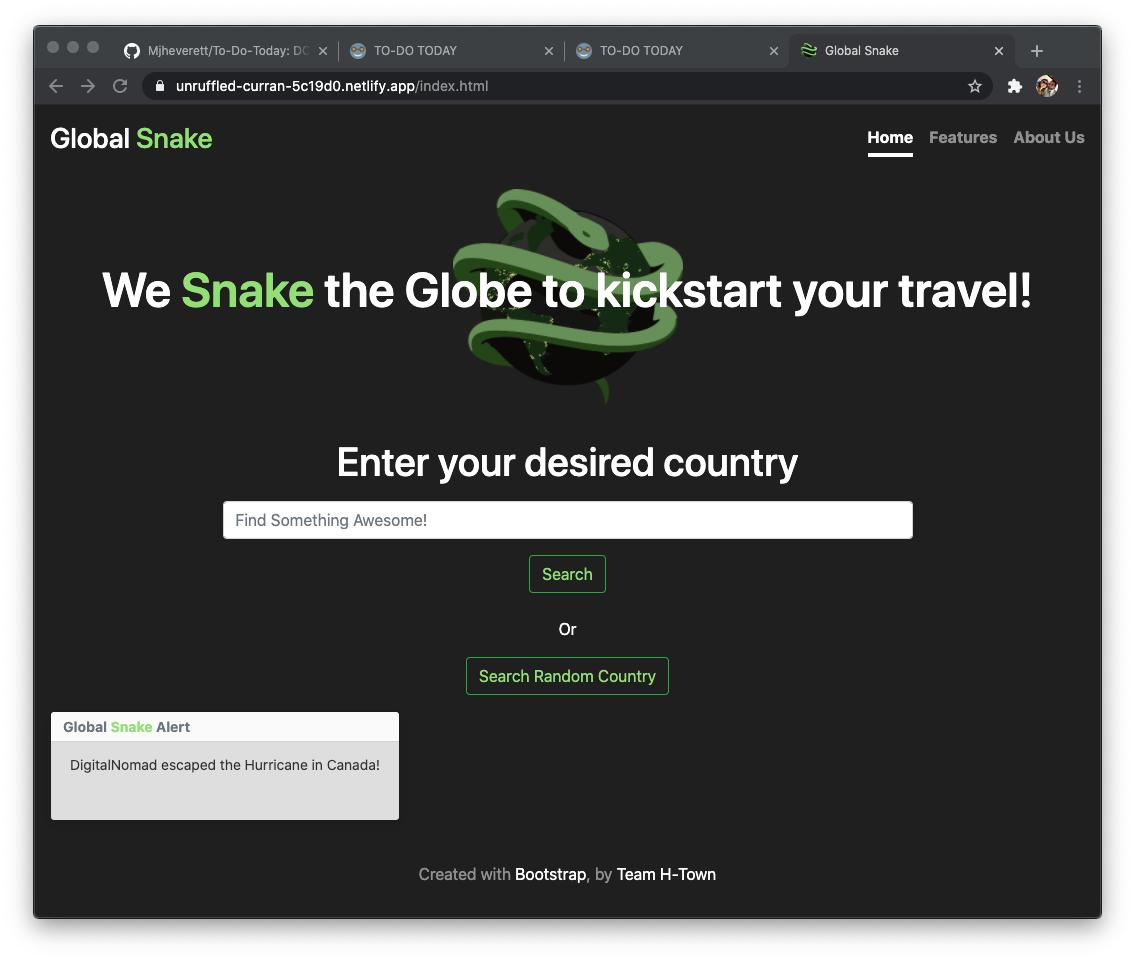 Mjheverett/To-Do-Today: DO
TO-DO TODAY
TO-DO TODAY
Global Snake
unruffled-curran-5c19d0.netlify.app/index.html
Global Snake
Home Features About Us
We Snake the Globe to kickstart your travel!
Enter your desired country
Find Something Awesome!
Search
Or
Search Random Country
Global Snake Alert
DigitalNomad escaped the Hurricane in Canada!
Created with Bootstrap, by Team H-Town